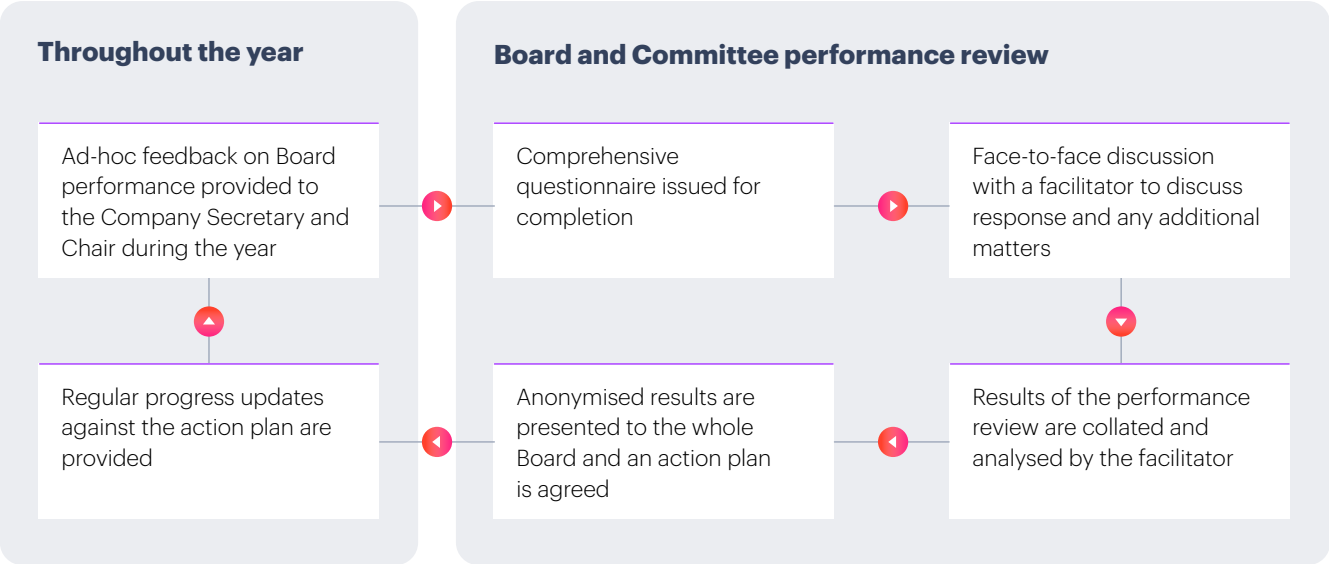 Throughout the year
Ad-hoc feedback on Board
performance provided to
the Company Secretary and
Chair during the year
Regular progress updates
against the action plan are
provided
Board and Committee performance review
Comprehensive
questionnaire issued for
completion
Face-to-face discussion
with a facilitator to discuss
response and any additional
matters
Anonymised results are
presented to the whole
Board and an action plan
is agreed
Results of the performance
review are collated and
analysed by the facilitator